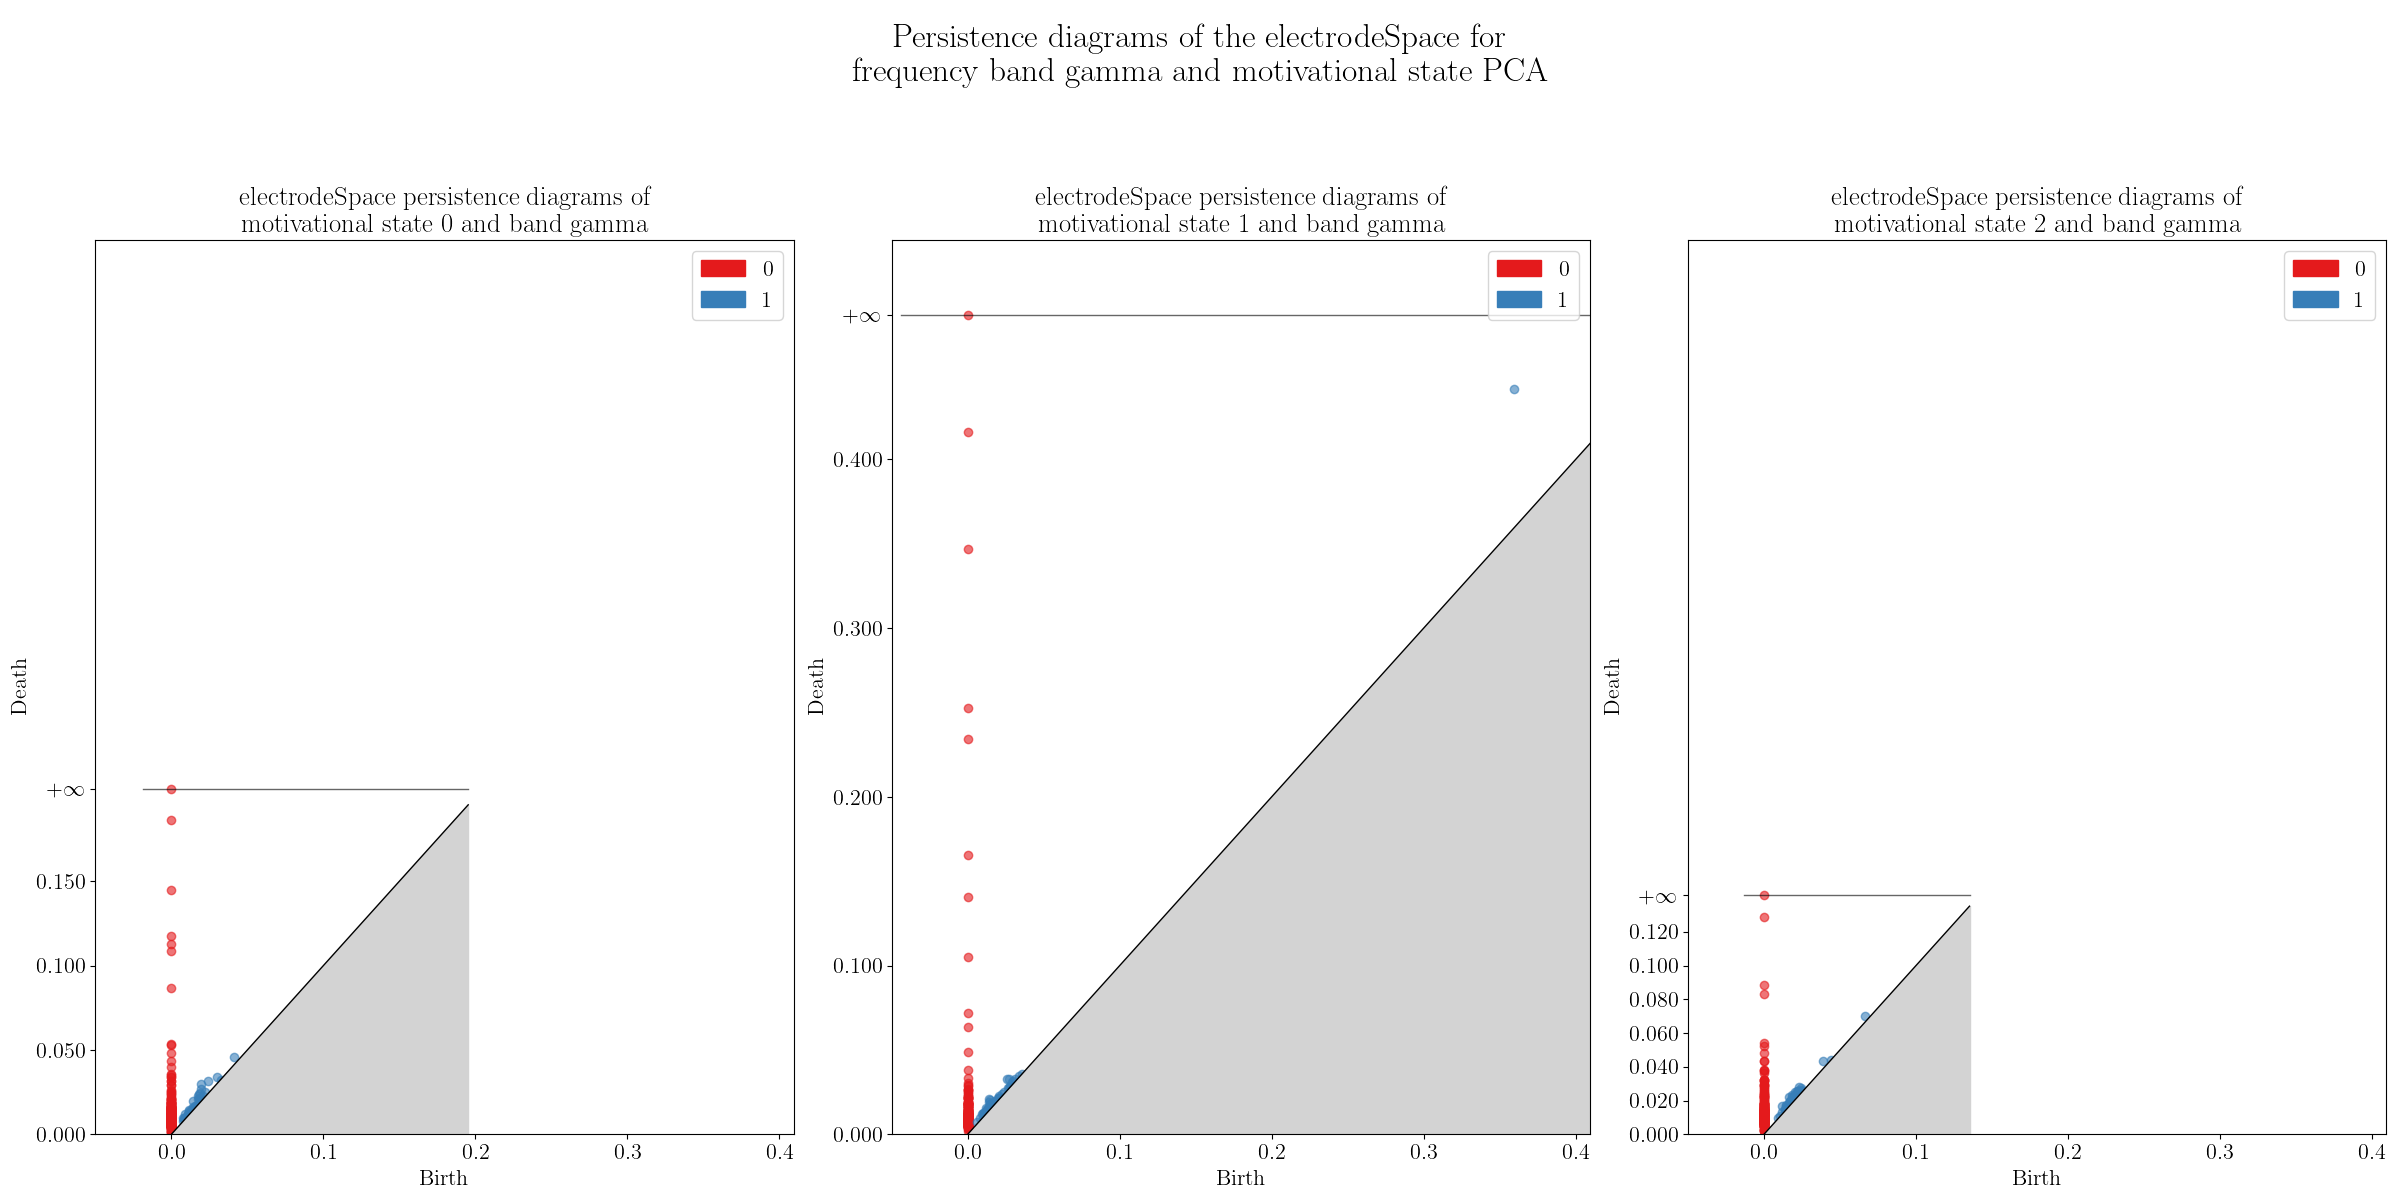 Persistence diagrams of the electrodeSpace for
frequency band gamma and motivational state PCA
electrodeSpace persistence diagrams of
motivational state 0 and band gamma
0
1
+∞
0.150
0.100
0.050
0.000
Death
0.0 0.1 0.2 0.3 0.4
Birth
electrodeSpace persistence diagrams of
motivational state 1 and band gamma
0
1
+∞
0.400
0.300
0.200
0.100
0.000
Death
0.0 0.1 0.2 0.3 0.4
Birth
electrodeSpace persistence diagrams of
motivational state 2 and band gamma
0
1
+∞
0.120
0.100
0.080
0.060
0.040
0.020
0.000
Death
0.0 0.1 0.2 0.3 0.4
Birth